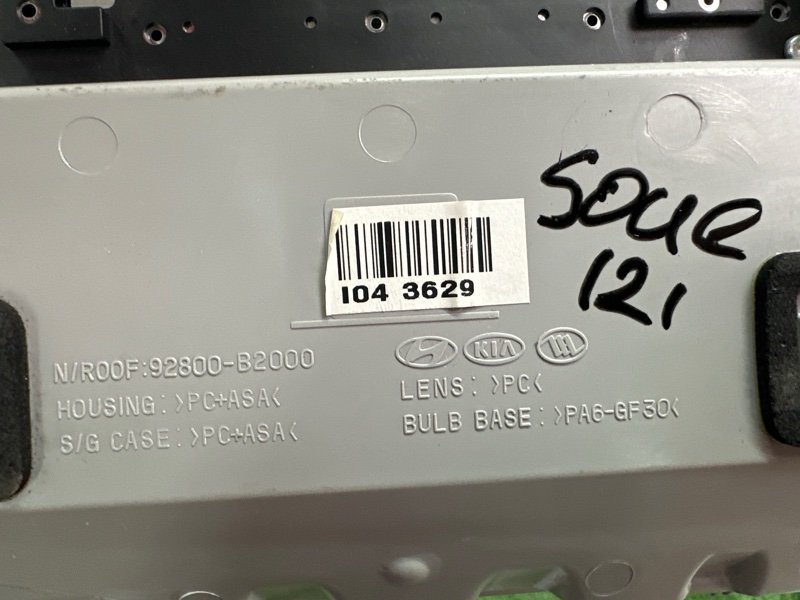 SOUL
121
I04 3629
N/ROOF:92800-B2000
HOUSING: >PC+ASA<
S/G CASE: >PC+ASA<
KIA
LENS: >PC<
BULB BASE: >PA6-GF30<